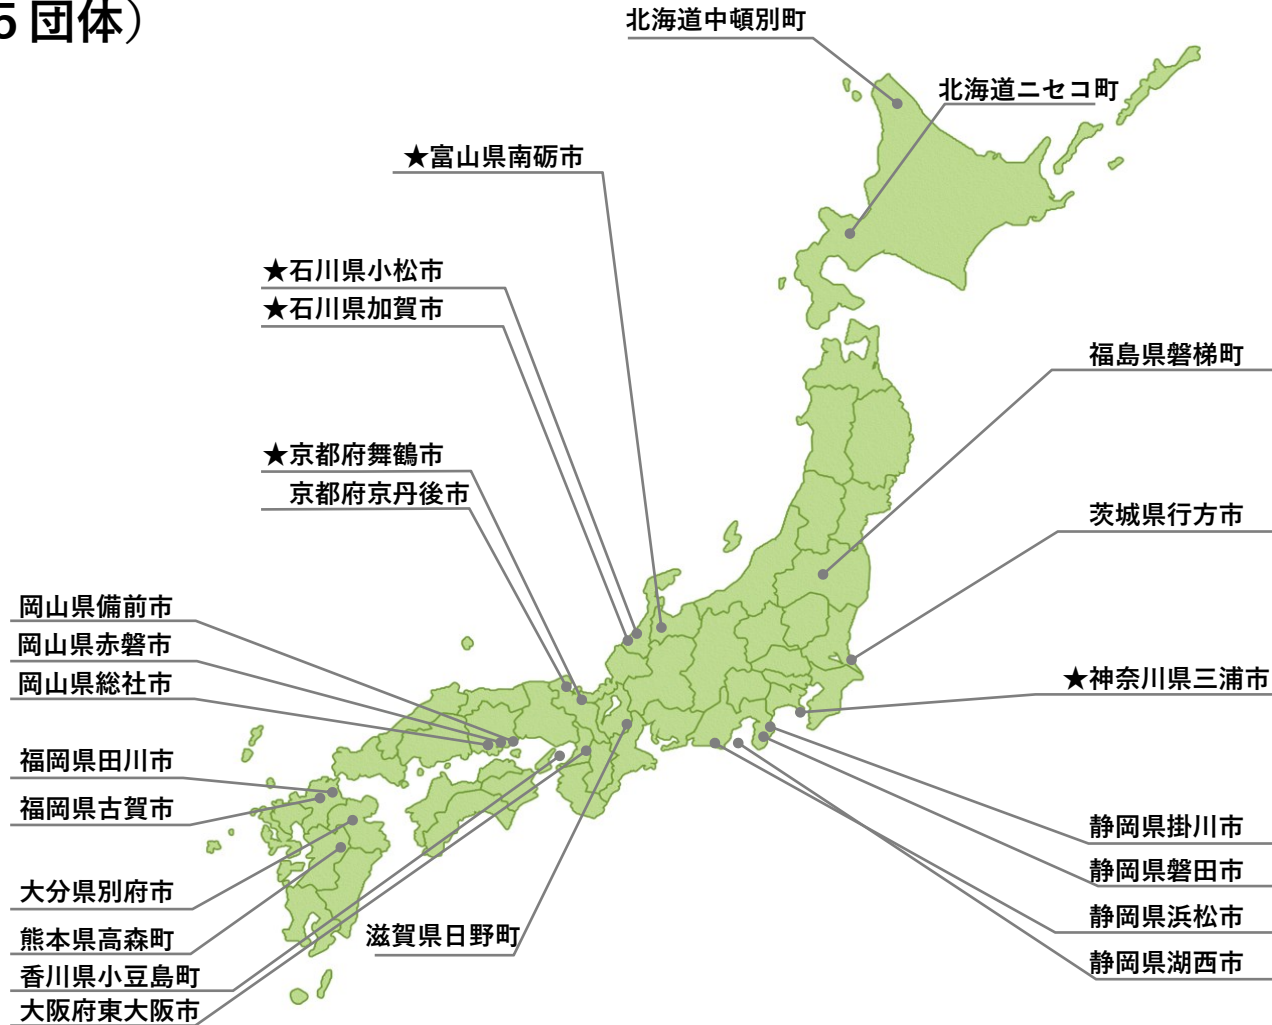 5団体）
北海道中頓別町
北海道ニセコ町
★富山県南砺市
★石川県小松市
★石川県加賀市
福島県磐梯町
★京都府舞鶴市
京都府京丹後市
茨城県行方市
岡山県備前市
岡山県赤磐市
岡山県総社市
★神奈川県三浦市
福岡県田川市
福岡県古賀市
静岡県掛川市
静岡県磐田市
大分県別府市
静岡県浜松市
熊本県高森町
滋賀県日野町
静岡県湖西市
香川県小豆島町
大阪府東大阪市